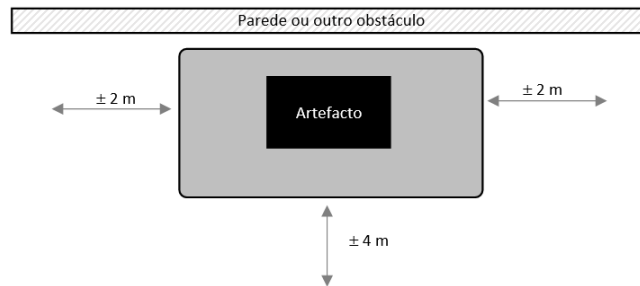 Parede ou outro obstáculo
± 2 m
± 2 m
Artefacto
± 4 m